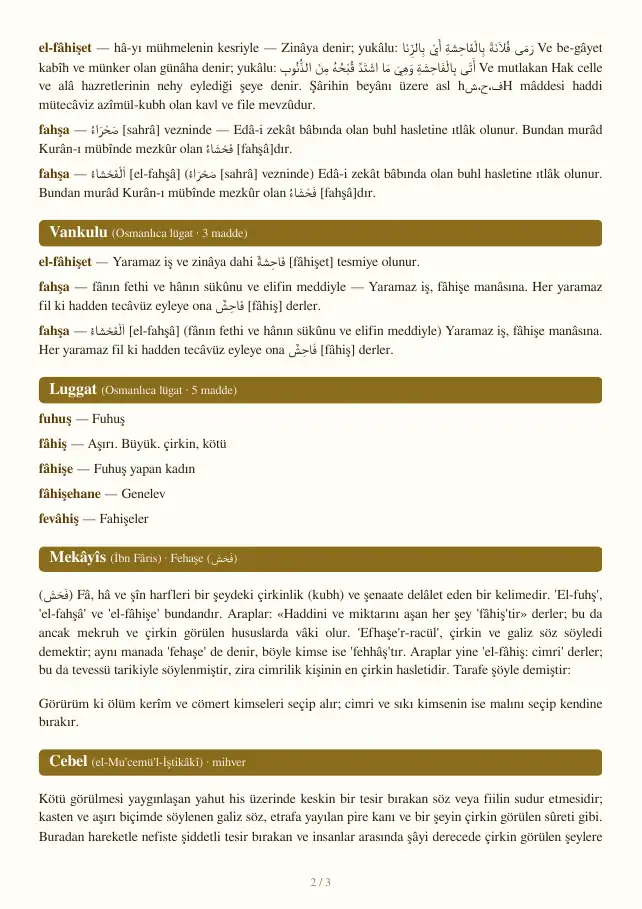 el-fâhişet — hâ-yı mühmelenin kesriyle — Zinâya denir; yukâlu: رَمَى فُلَانَةً بِالْفَاحِشَةِ أَيْ بِالزِّنَا Ve be-gâyet
kabîh ve münker olan günâha denir; yukâlu: أَتَى بِالْفَاحِشَةِ وَهِيَ مَا اشْتَدَّ قُبْحُهُ مِنَ الذُّنُوبِ Ve mutlakan Hak celle
ve alâ hazretlerinin nehy eylediği şeye denir. Şârihin beyânı üzere asl hف،ح،شH mâddesi haddi
mütecâviz azîmül-kubh olan kavl ve file mevzûdur.
fahşa — صَحْرَاءُ [sahrâ] vezninde — Edâ-i zekât bâbında olan buhl hasletine ıtlâk olunur. Bundan murâd
Kurân-ı mübînde mezkûr olan فَحْشَاءُ [fahşâ]dır.
fahşa — اَلْفَحْشَاءُ [el-fahşâ] (صَحْرَاءُ [sahrâ] vezninde) Edâ-i zekât bâbında olan buhl hasletine ıtlâk olunur.
Bundan murâd Kurân-ı mübînde mezkûr olan فَحْشَاءُ [fahşâ]dır.
Vankulu (Osmanlıca lügat · 3 madde)
el-fâhişet — Yaramaz iş ve zinâya dahi فَاحِشَةٌ [fâhişet] tesmiye olunur.
fahşa — fânın fethi ve hânın sükûnu ve elifin meddiyle — Yaramaz iş, fâhişe manâsına. Her yaramaz
fil ki hadden tecâvüz eyleye ona فَاحِشٌ [fâhiş] derler.
fahşa — اَلْفَحْشَاءُ [el-fahşâ] (fânın fethi ve hânın sükûnu ve elifin meddiyle) Yaramaz iş, fâhişe manâsına.
Her yaramaz fil ki hadden tecâvüz eyleye ona فَاحِشٌ [fâhiş] derler.
Luggat (Osmanlıca lügat · 5 madde)
fuhuş — Fuhuş
fâhiş — Aşırı. Büyük. çirkin, kötü
fâhişe — Fuhuş yapan kadın
fâhişehane — Genelev
fevâhiş — Fahişeler
Mekâyîs (İbn Fâris) · Fehaşe (فَحَشَ)
(فَحَشَ) Fâ, hâ ve şîn harfleri bir şeydeki çirkinlik (kubh) ve şenaate delâlet eden bir kelimedir. 'El-fuhş',
'el-fahşâ' ve 'el-fâhişe' bundandır. Araplar: «Haddini ve miktarını aşan her şey 'fâhiş'tir» derler; bu da
ancak mekruh ve çirkin görülen hususlarda vâki olur. 'Efhaşe'r-racül', çirkin ve galiz söz söyledi
demektir; aynı manada 'fehaşe' de denir, böyle kimse ise 'fehhâş'tır. Araplar yine 'el-fâhiş: cimri' derler;
bu da tevessü tarikiyle söylenmiştir, zira cimrilik kişinin en çirkin hasletidir. Tarafe şöyle demiştir:
Görürüm ki ölüm kerîm ve cömert kimseleri seçip alır; cimri ve sıkı kimsenin ise malını seçip kendine
bırakır.
Cebel (el-Mu'cemü'l-İştikâkî) · mihver
Kötü görülmesi yaygınlaşan yahut his üzerinde keskin bir tesir bırakan söz veya fiilin sudur etmesidir;
kasten ve aşırı biçimde söylenen galiz söz, etrafa yayılan pire kanı ve bir şeyin çirkin görülen sûreti gibi.
Buradan hareketle nefiste şiddetli tesir bırakan ve insanlar arasında şâyi derecede çirkin görülen şeylere
2 / 3